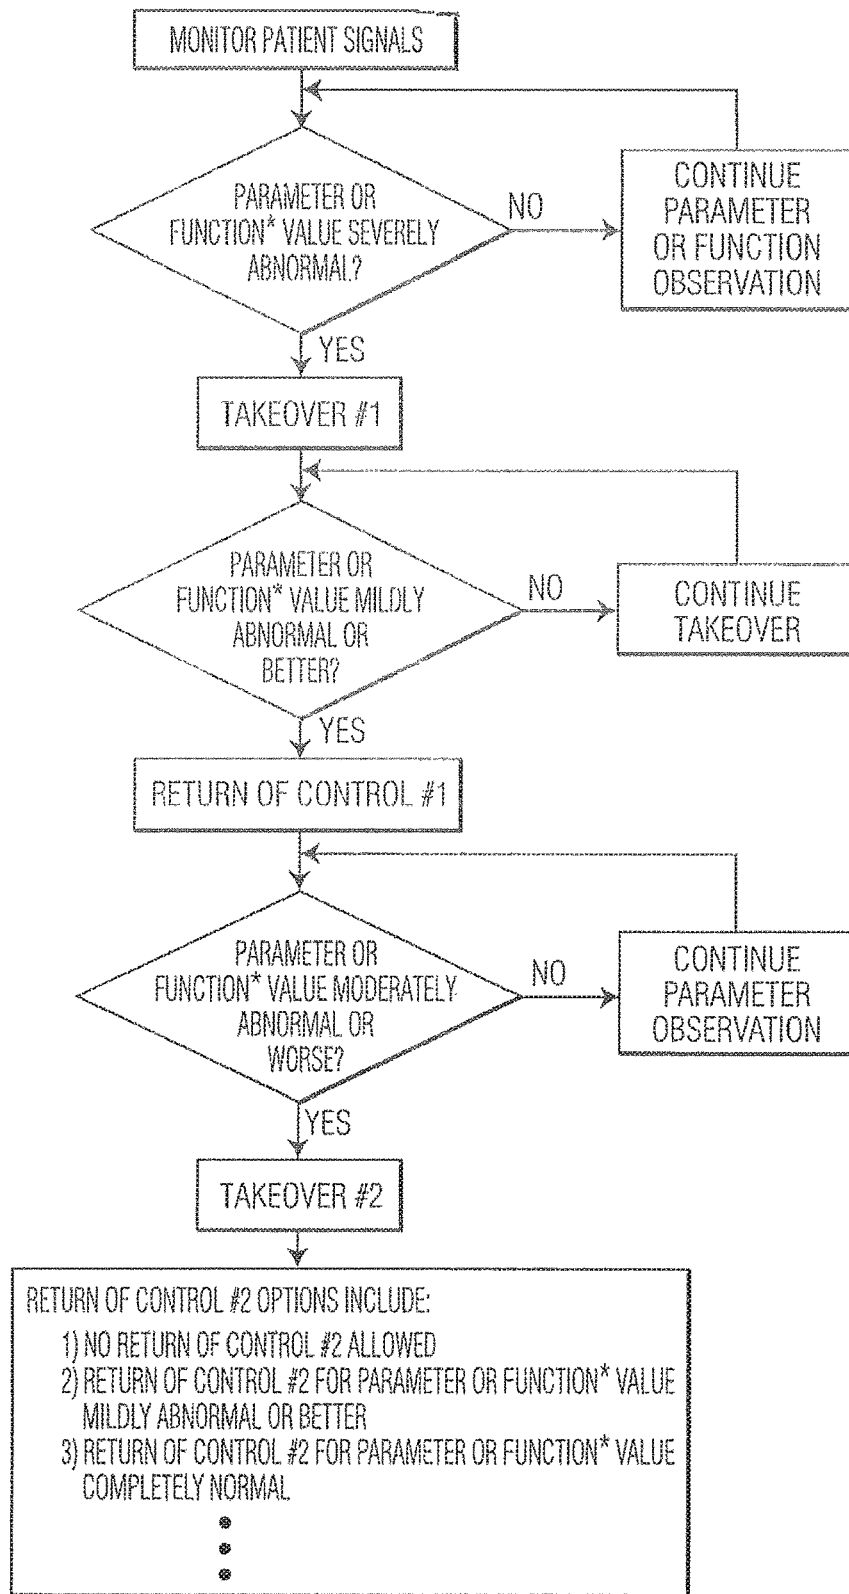 MONITOR PATIENT SIGNALS
PARAMETER OR
FUNCTION* VALUE SEVERELY
ABNORMAL?
NO
CONTINUE
PARAMETER
OR FUNCTION
OBSERVATION
YES
TAKEOVER #1
PARAMETER OR
FUNCTION* VALUE MILDLY
ABNORMAL OR
BETTER?
NO
CONTINUE
TAKEOVER
YES
RETURN OF CONTROL #1
PARAMETER OR
FUNCTION* VALUE MODERATELY
ABNORMAL OR
WORSE?
NO
CONTINUE
PARAMETER
OBSERVATION
YES
TAKEOVER #2
RETURN OF CONTROL #2 OPTIONS INCLUDE:
1) NO RETURN OF CONTROL #2 ALLOWED
2) RETURN OF CONTROL #2 FOR PARAMETER OR FUNCTION* VALUE
MILDLY ABNORMAL OR BETTER
3) RETURN OF CONTROL #2 FOR PARAMETER OR FUNCTION* VALUE
COMPLETELY NORMAL